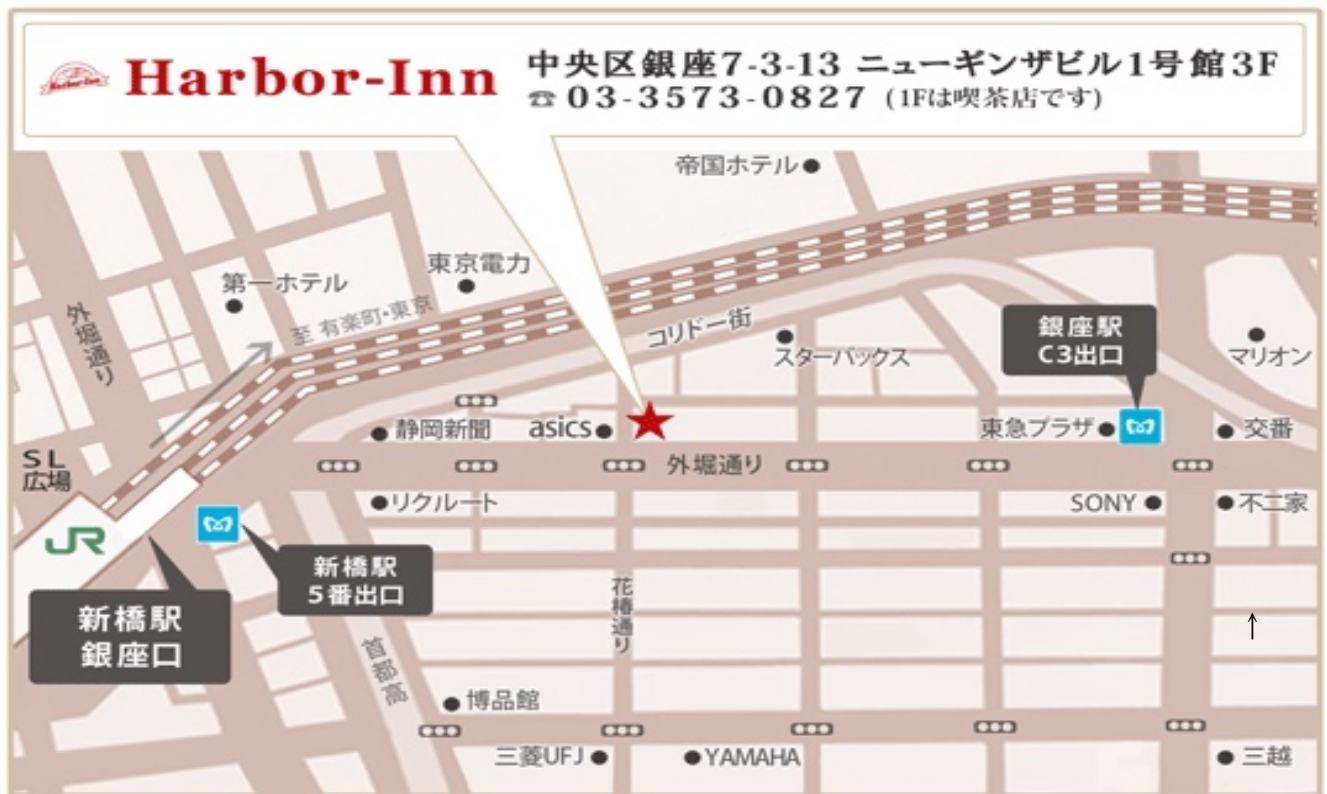 Harbor-Inn
Harbor-Inn
中央区銀座7-3-13 ニューギンザビル1号館3F
☎ 03-3573-0827 (1Fは喫茶店です)
帝国ホテル
東京電力
第一ホテル
至 有楽町・東京
外堀通り
コリドー街
スターバックス
銀座駅
C3出口
マリオン
静岡新聞
asics
東急プラザ
交番
外堀通り
SL
広場
リクルート
SONY
不二家
JR
新橋駅
5番出口
新橋駅
銀座口
花椿通り
首都高
博品館
三菱UFJ
YAMAHA
三越
↑